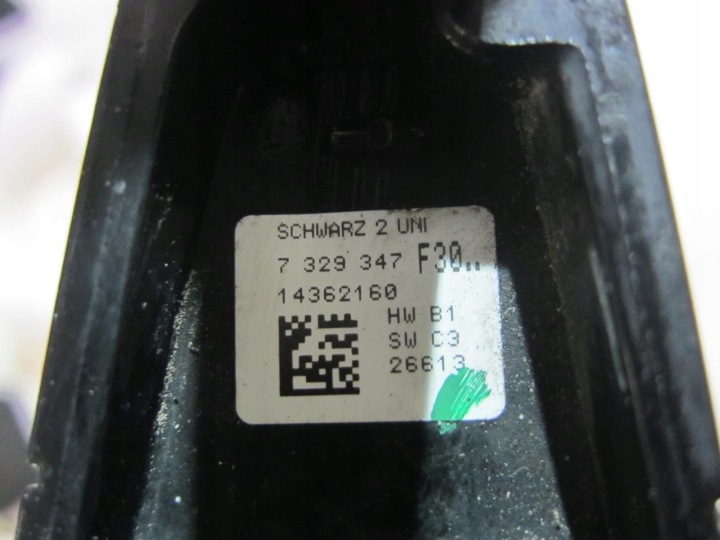 SCHWARZ 2 UNI
7 329 347 F30..
14362160
HW B1
SW C3
26613